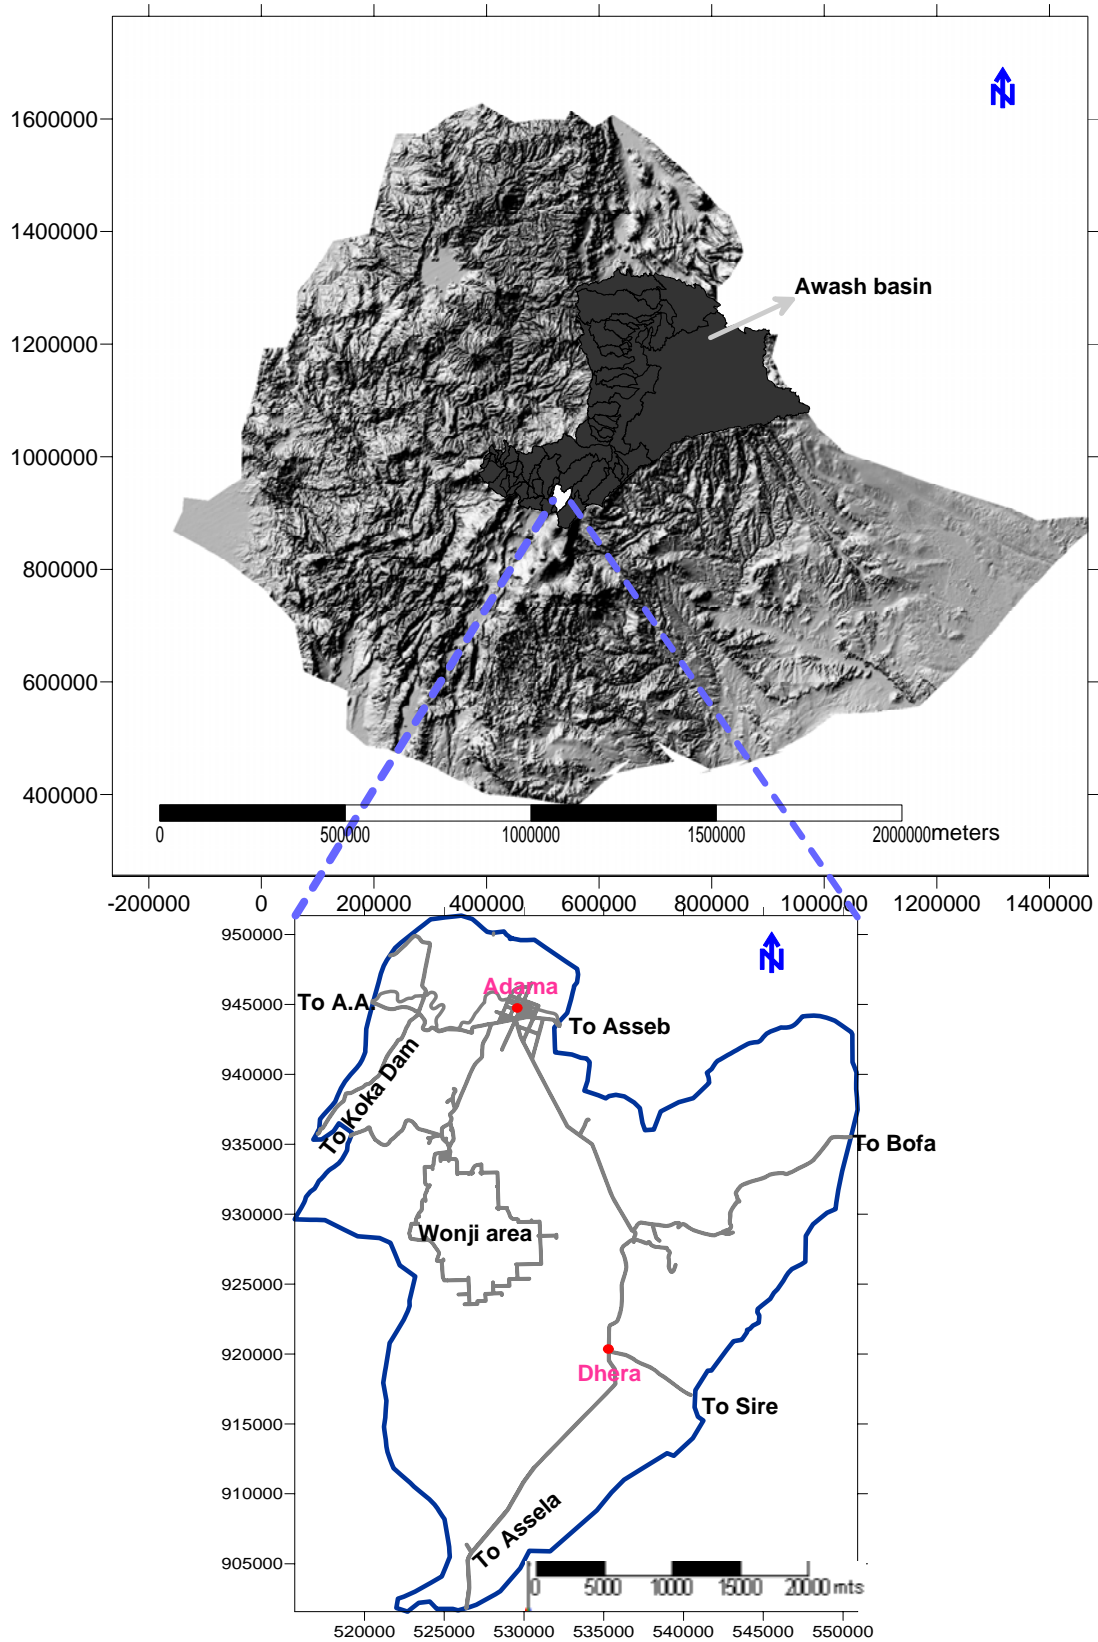 N
1600000
1400000
Awash basin
1200000
1000000
800000
600000
400000
0 500000 1000000 1500000 2000000 meters
-200000 0 200000 400000 600000 800000 1000000 1200000 1400000
950000
N
Adama
945000
To A.A.
To Asseb
940000
To Koka Dam
935000
To Bofa
930000
Wonji area
925000
920000
Dhera
To Sire
915000
910000
To Assela
905000
0 5000 10000 15000 20000 mts
520000 525000 530000 535000 540000 545000 550000